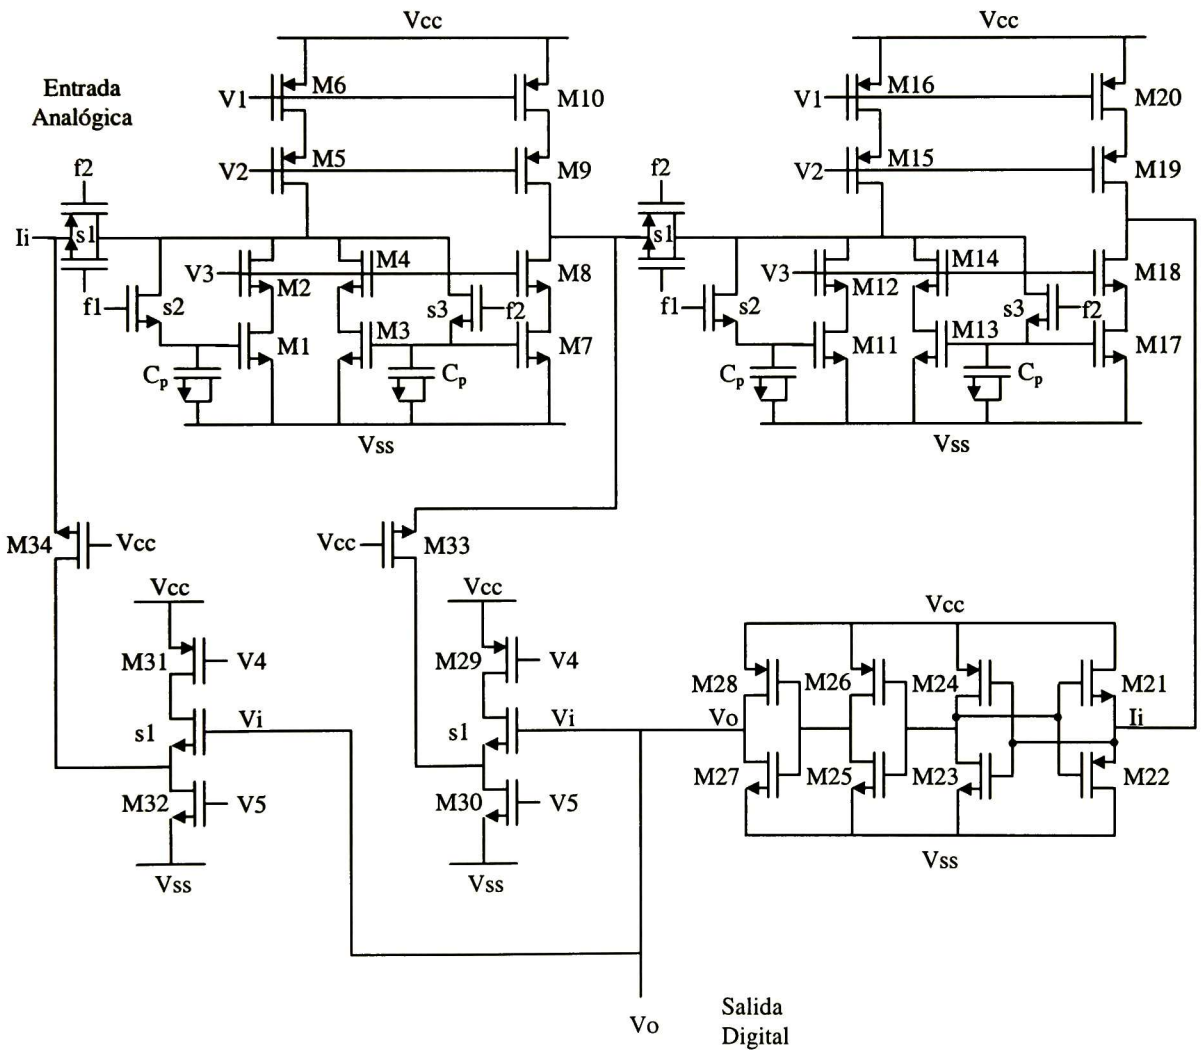 Vcc
Vcc
Entrada
Analógica
V1
M6
M10
V1
M16
M20
V2
M5
M9
V2
M15
M19
f2
f2
Ii
s1
s1
V3
M4
M8
V3
M14
M18
M2
M12
f1
s2
s3
f2
f1
s2
s3
f2
M1
M3
M7
M11
M13
M17
Cp
Cp
Cp
Cp
Vss
Vss
M34
Vcc
Vcc
M33
Vcc
Vcc
Vcc
M31
V4
M29
V4
M28
M26
M24
M21
s1
Vi
s1
Vi
Vo
Ii
M32
V5
M30
V5
M27
M25
M23
M22
Vss
Vss
Vss
Vo
Salida
Digital